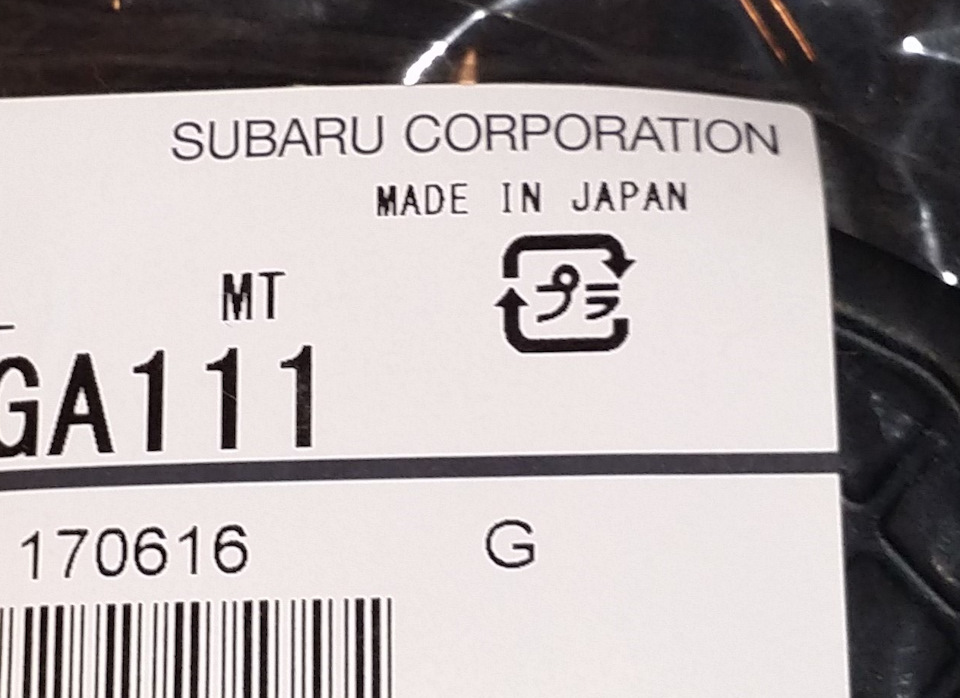 SUBARU CORPORATION
MADE IN JAPAN
プラ
MT
GA111
170616 G